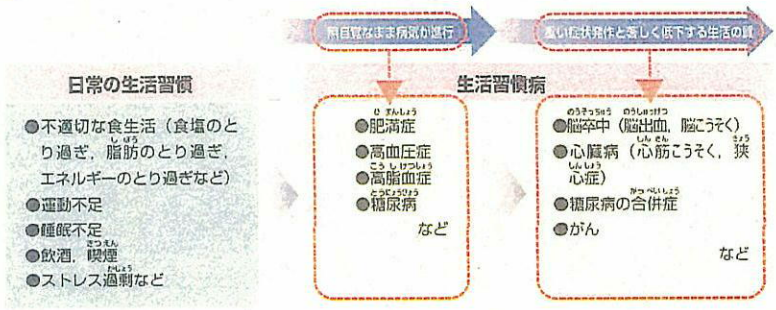 無自覚なまま病気が進行
重い症状発作と著しく低下する生活の質
日常の生活習慣
生活習慣病
●不適切な食生活（食塩のと
り過ぎ，脂肪のとり過ぎ，
エネルギーのとり過ぎなど）
●運動不足
●睡眠不足
●飲酒，喫煙
●ストレス過剰など
●肥満症
●高血圧症
●高脂血症
●糖尿病
など
●脳卒中（脳出血，脳こうそく）
●心臓病（心筋こうそく，狭
心症）
●糖尿病の合併症
●がん
など